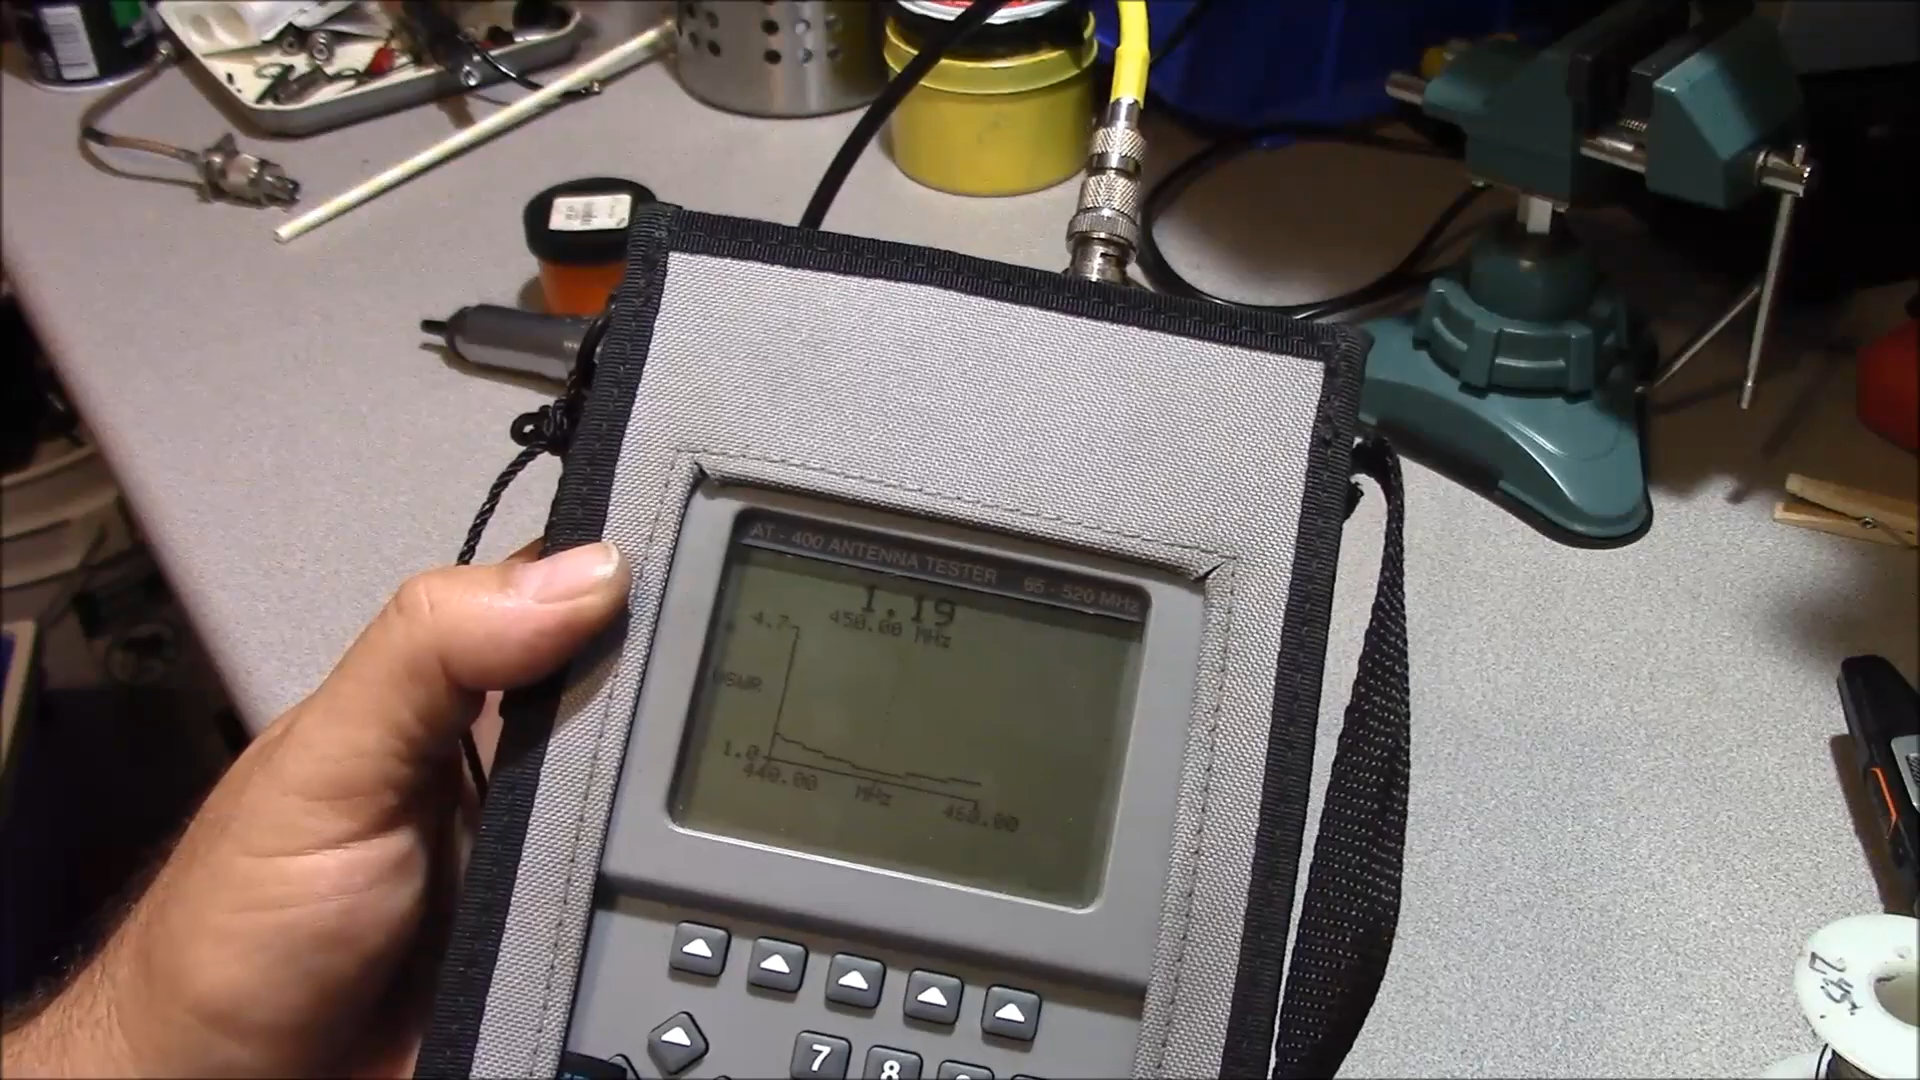 AT - 400 ANTENNA TESTER 65 - 520 MHz
1.19
450.00 MHz
4.7
VSWR
1.0
440.00
MHz
460.00
7
8
245